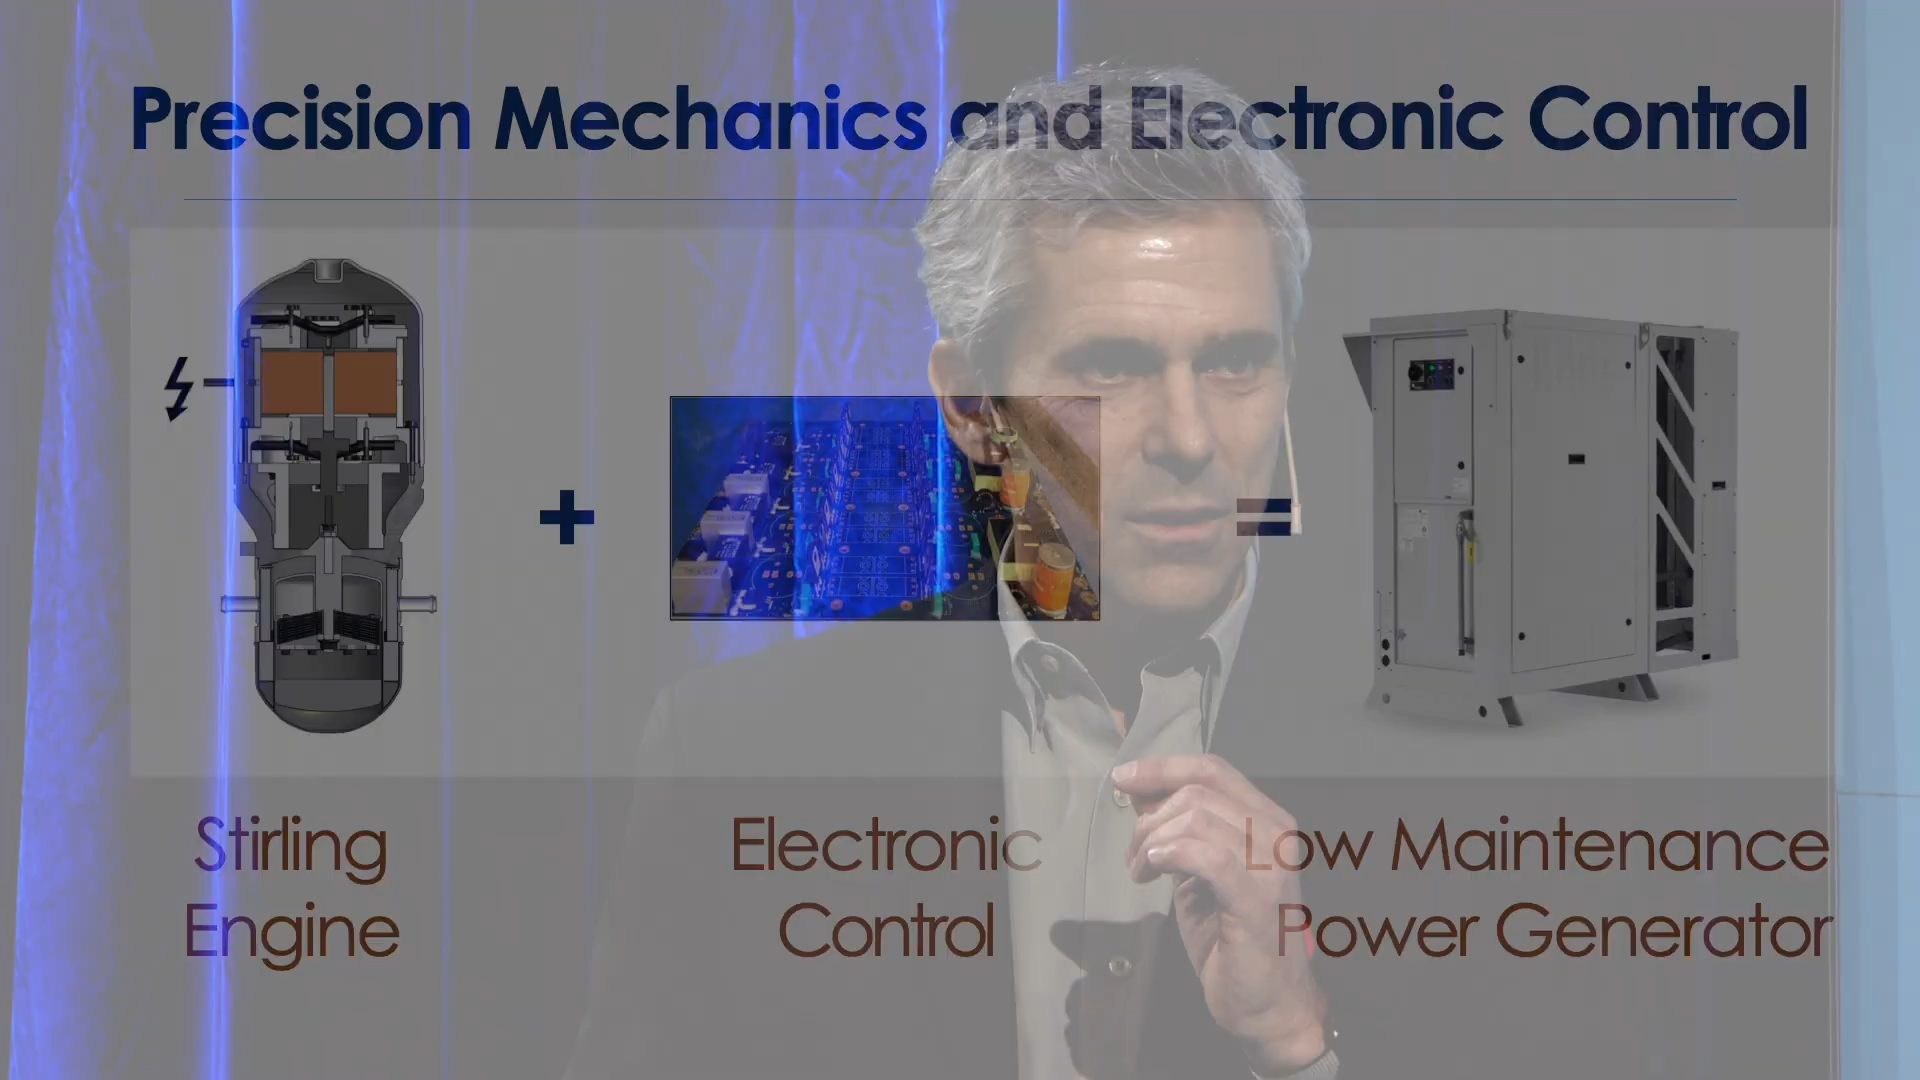 Precision Mechanics and Electronic Control
+
=
Stirling
Engine
Electronic
Control
Low Maintenance
Power Generator